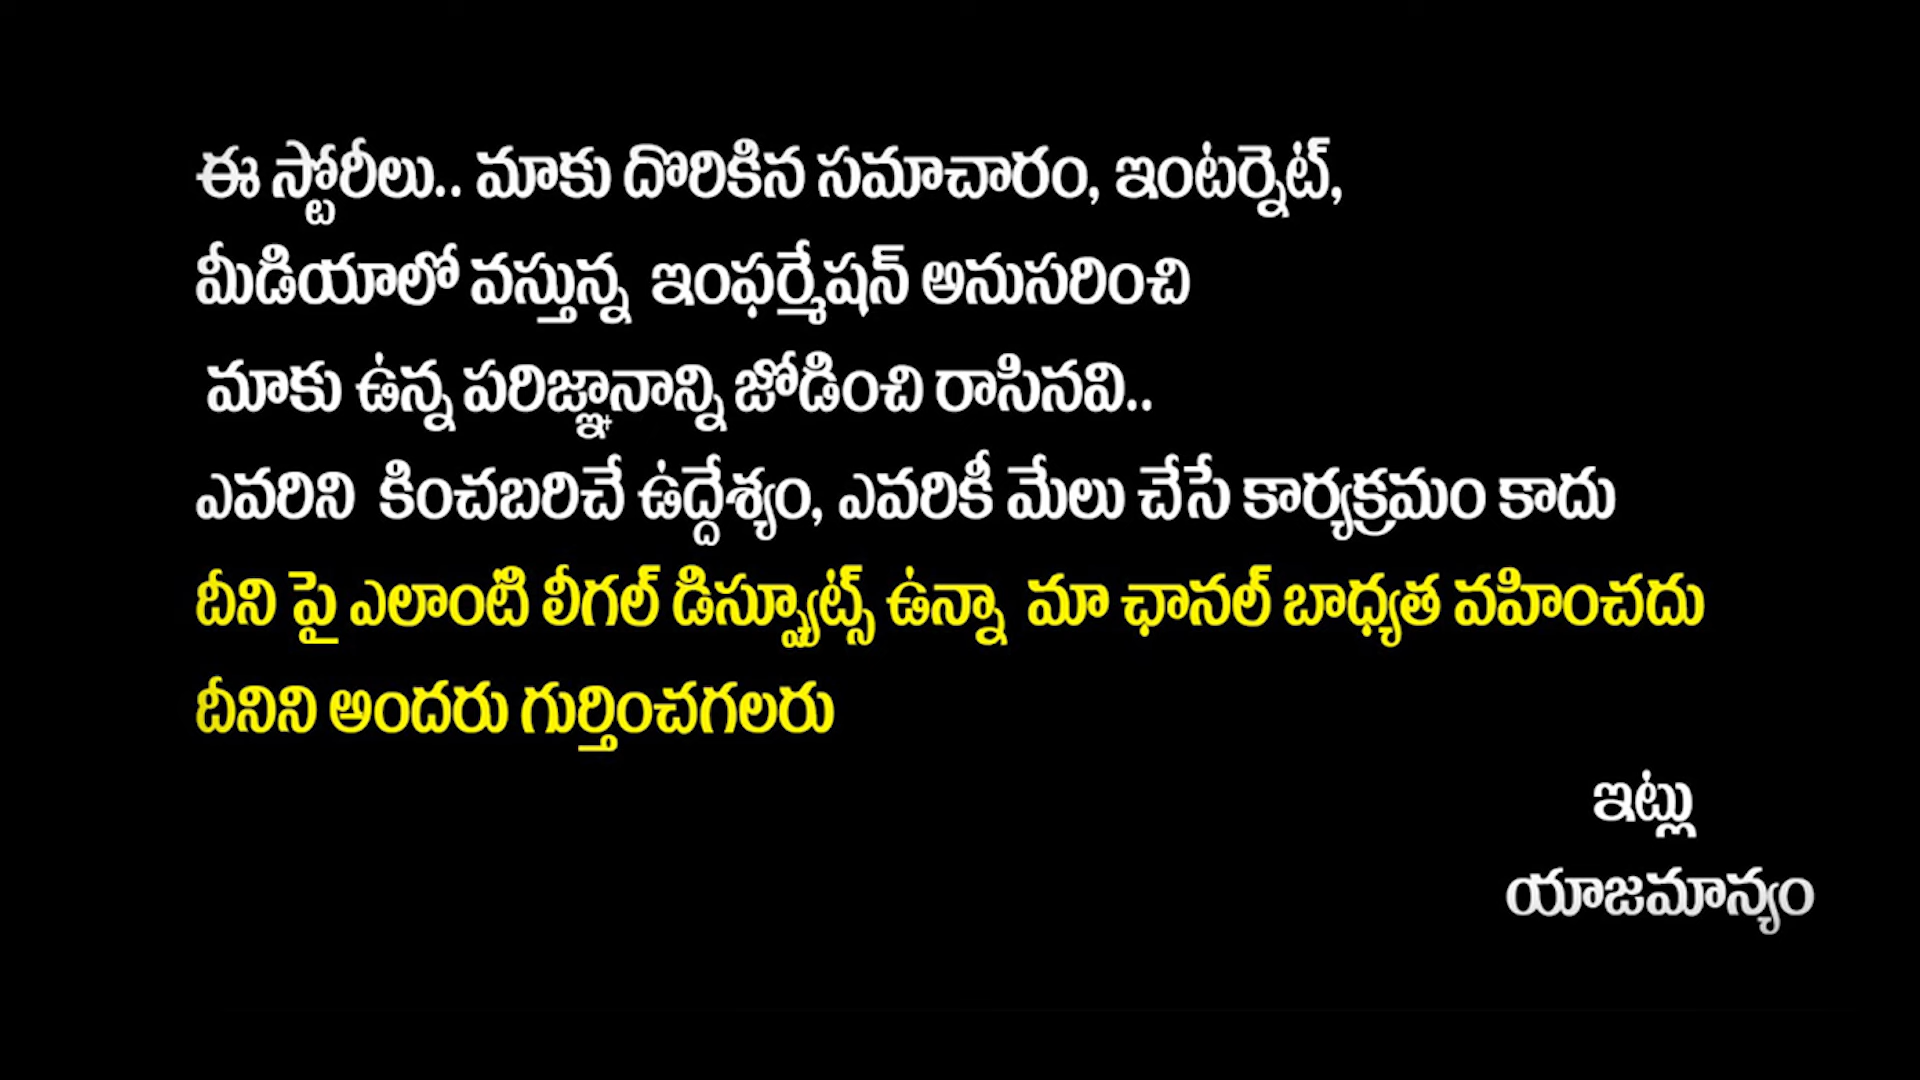 ఈ స్టోరీలు.. మాకు దొరికిన సమాచారం, ఇంటర్నెట్,
మీడియాలో వస్తున్న ఇంఫర్మేషన్ అనుసరించి
మాకు ఉన్న పరిజ్ఞానాన్ని జోడించి రాసినవి..
ఎవరిని కించబరిచే ఉద్దేశ్యం, ఎవరికీ మేలు చేసే కార్యక్రమం కాదు
దీని పై ఎలాంటి లీగల్ డిస్ప్యూట్స్ ఉన్నా మా ఛానల్ బాధ్యత వహించదు
దీనిని అందరు గుర్తించగలరు
ఇట్లు
యాజమాన్యం